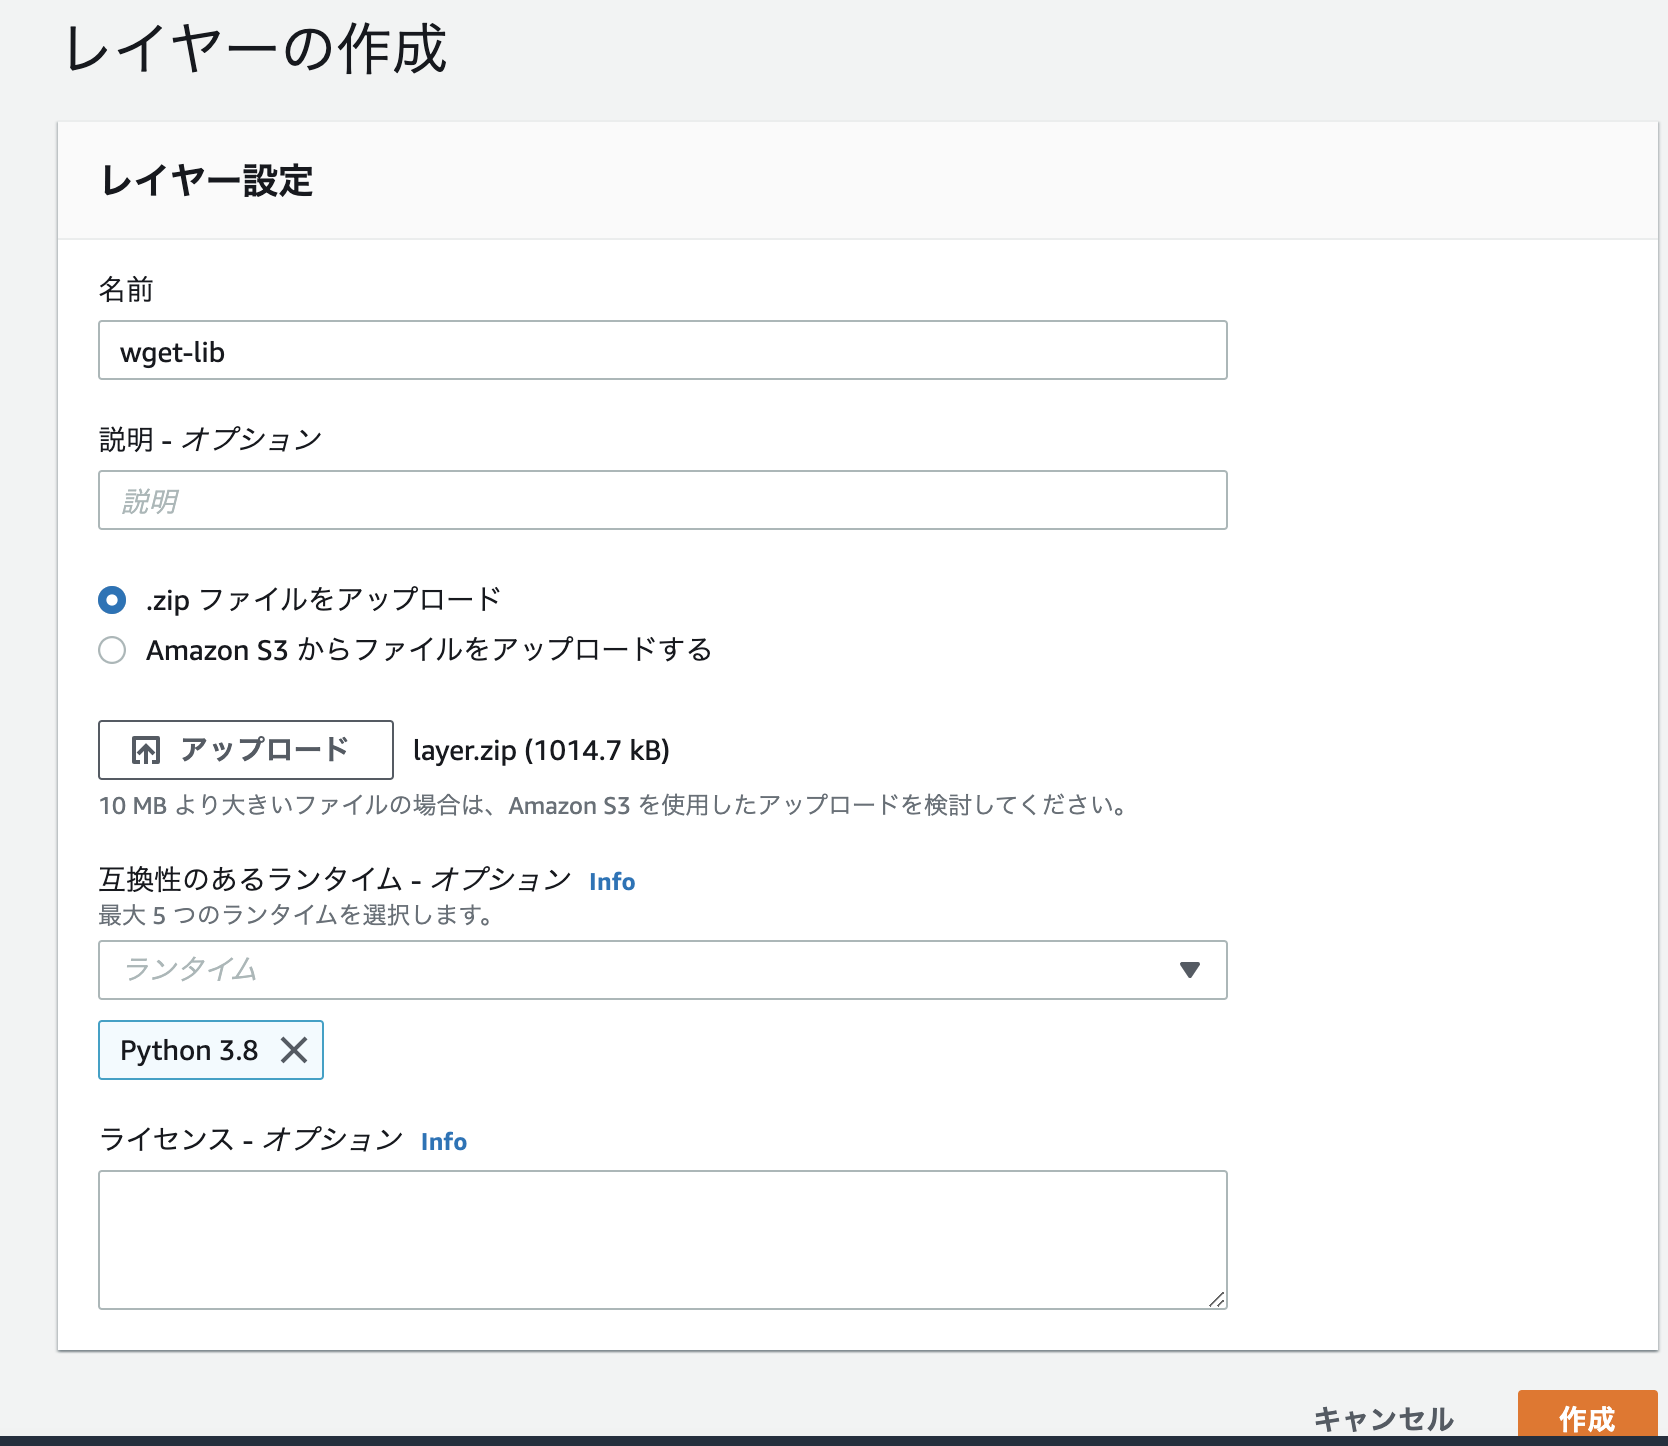 レイヤーの作成
レイヤー設定
名前
wget-lib
説明 - オプション
説明
.zip ファイルをアップロード
Amazon S3 からファイルをアップロードする
アップロード layer.zip (1014.7 kB)
10 MB より大きいファイルの場合は、Amazon S3 を使用したアップロードを検討してください。
互換性のあるランタイム - オプション Info
最大 5 つのランタイムを選択します。
ランタイム
Python 3.8
ライセンス - オプション Info
キャンセル 作成